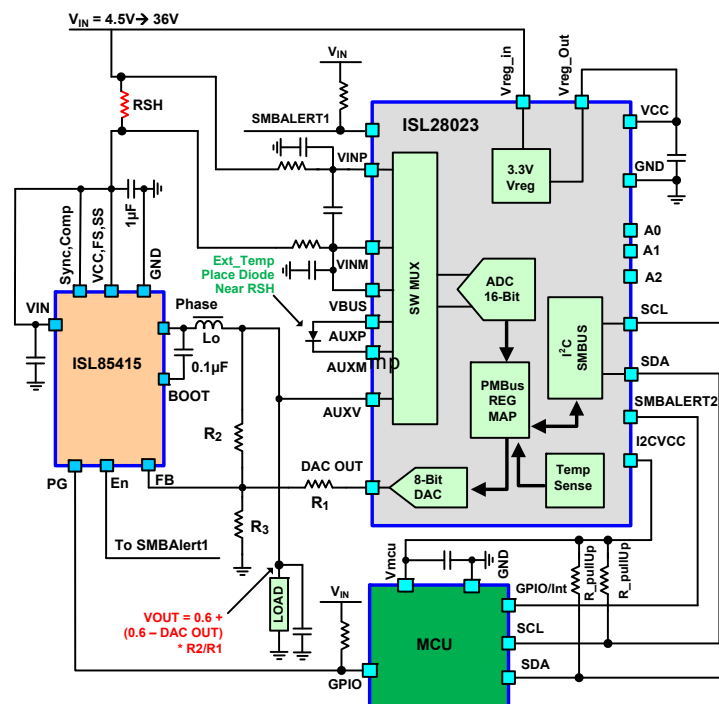 VIN = 4.5V→ 36V
RSH
VIN
SMBALERT1
Vreg_in
Vreg_Out
ISL28023
3.3V
Vreg
VCC
GND
A0
A1
A2
SCL
SDA
SMBALERT2
I2CVCC
VINP
VINM
VBUS
AUXP
AUXM
mp
AUXV
SW MUX
ADC
16-Bit
I²C
SMBUS
PMBus
REG
MAP
8-Bit
DAC
Temp
Sense
Ext_Temp
Place Diode
Near RSH
Sync,Comp
VCC,FS,SS
1µF
GND
VIN
ISL85415
Phase
Lo
0.1µF
BOOT
PG
En
FB
R2
R3
DAC OUT
R1
To SMBAlert1
VOUT = 0.6 +
(0.6 – DAC OUT)
* R2/R1
LOAD
VIN
GPIO
Vmcu
GND
R_pullUp
R_pullUp
GPIO/Int
SCL
SDA
MCU